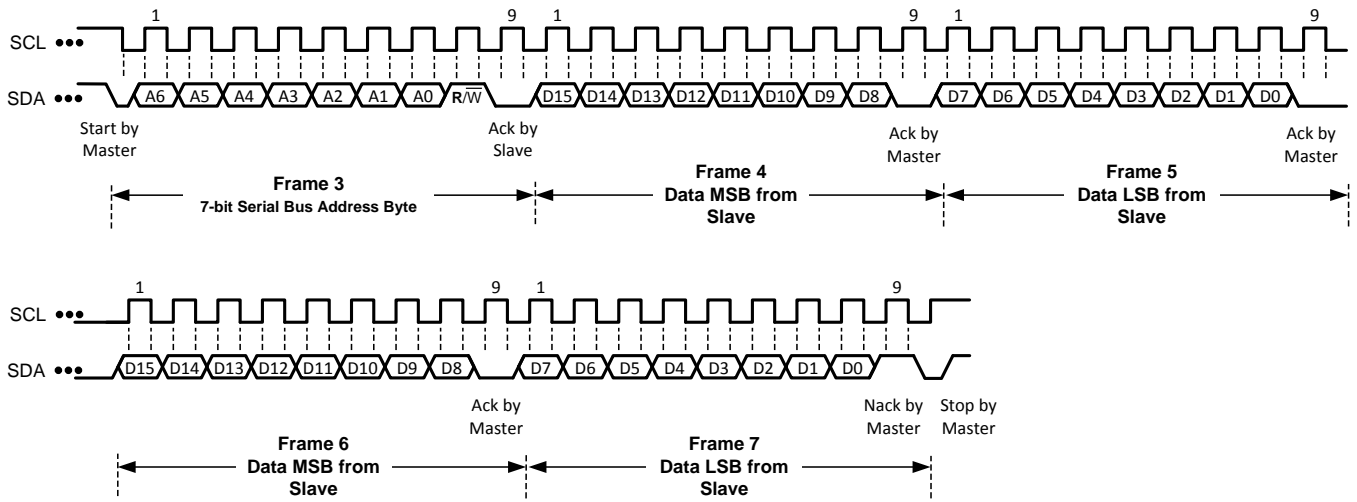 1 9 1 9 1 9
SCL •••
SDA ••• A6 A5 A4 A3 A2 A1 A0 R/W̅ D15 D14 D13 D12 D11 D10 D9 D8 D7 D6 D5 D4 D3 D2 D1 D0
Start by
Master
Ack by
Slave
Ack by
Master
Ack by
Master
Frame 3
7-bit Serial Bus Address Byte
Frame 4
Data MSB from
Slave
Frame 5
Data LSB from
Slave
1 9 1 9
SCL •••
SDA ••• D15 D14 D13 D12 D11 D10 D9 D8 D7 D6 D5 D4 D3 D2 D1 D0
Ack by
Master
Nack by
Master
Stop by
Master
Frame 6
Data MSB from
Slave
Frame 7
Data LSB from
Slave